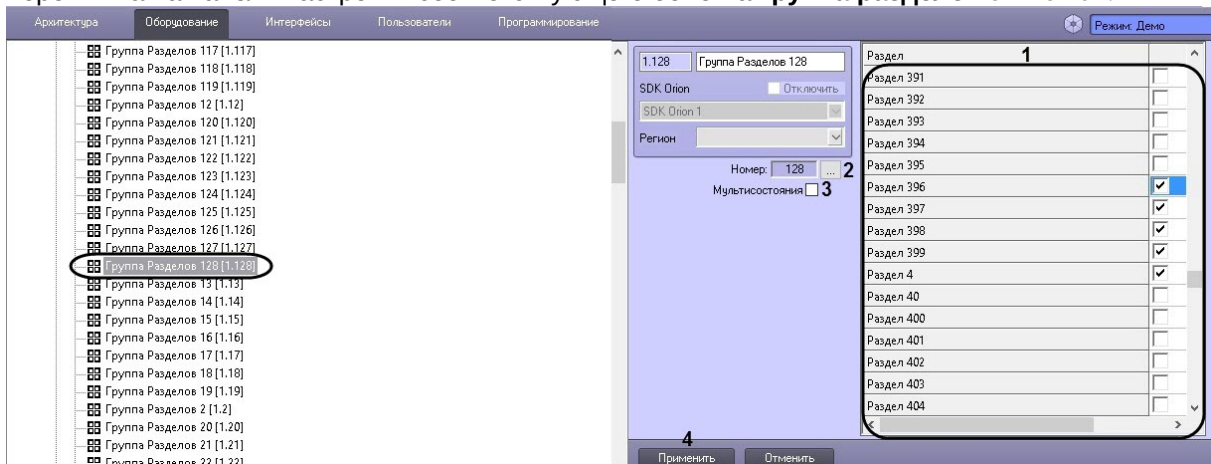 Архитектура Оборудование Интерфейсы Пользователи Программирование Режим: Демо
Группа Разделов 117 [1.117]
Группа Разделов 118 [1.118]
Группа Разделов 119 [1.119]
Группа Разделов 12 [1.12]
Группа Разделов 120 [1.120]
Группа Разделов 121 [1.121]
Группа Разделов 122 [1.122]
Группа Разделов 123 [1.123]
Группа Разделов 124 [1.124]
Группа Разделов 125 [1.125]
Группа Разделов 126 [1.126]
Группа Разделов 127 [1.127]
Группа Разделов 128 [1.128]
Группа Разделов 13 [1.13]
Группа Разделов 14 [1.14]
Группа Разделов 15 [1.15]
Группа Разделов 16 [1.16]
Группа Разделов 17 [1.17]
Группа Разделов 18 [1.18]
Группа Разделов 19 [1.19]
Группа Разделов 2 [1.2]
Группа Разделов 20 [1.20]
Группа Разделов 21 [1.21]
Группа Разделов 22 [1.22]
1.128 Группа Разделов 128
SDK Orion Отключить
SDK Orion 1
Регион
Номер: 128 ... 2
Мультисостояния 3
4
Применить Отменить
Раздел 1
Раздел 391
Раздел 392
Раздел 393
Раздел 394
Раздел 395
Раздел 396
Раздел 397
Раздел 398
Раздел 399
Раздел 4
Раздел 40
Раздел 400
Раздел 401
Раздел 402
Раздел 403
Раздел 404